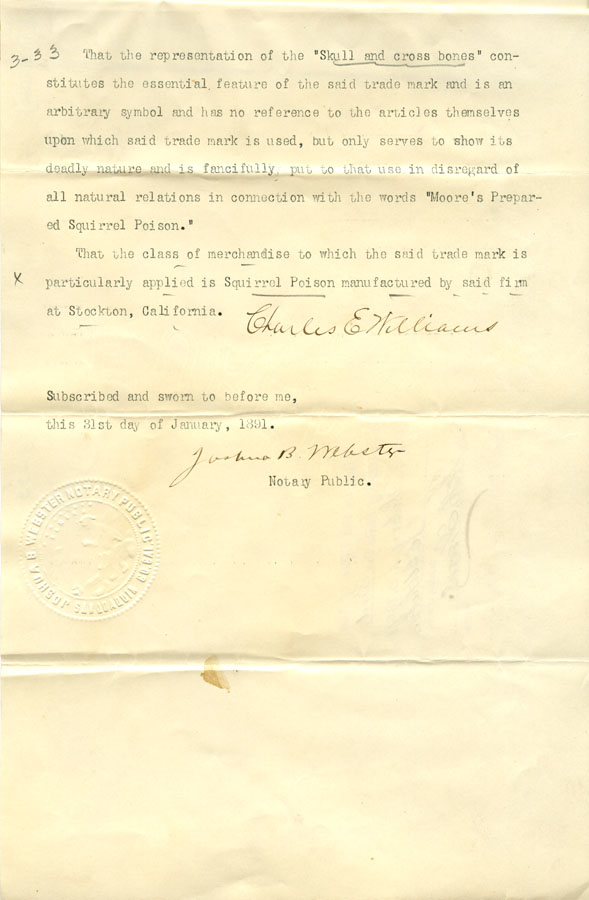 3-33 That the representation of the "Skull and cross bones" con-
stitutes the essential feature of the said trade mark and is an
arbitrary symbol and has no reference to the articles themselves
upon which said trade mark is used, but only serves to show its
deadly nature and is fancifully put to that use in disregard of
all natural relations in connection with the words "Moore's Prepar-
ed Squirrel Poison."
That the class of merchandise to which the said trade mark is
x particularly applied is Squirrel Poison manufactured by said firm
at Stockton, California. Charles E Williams
Subscribed and sworn to before me,
this 31st day of January, 1891.
Joshua B. Webster
Notary Public.
JOSHUA B WEBSTER NOTARY PUBLIC